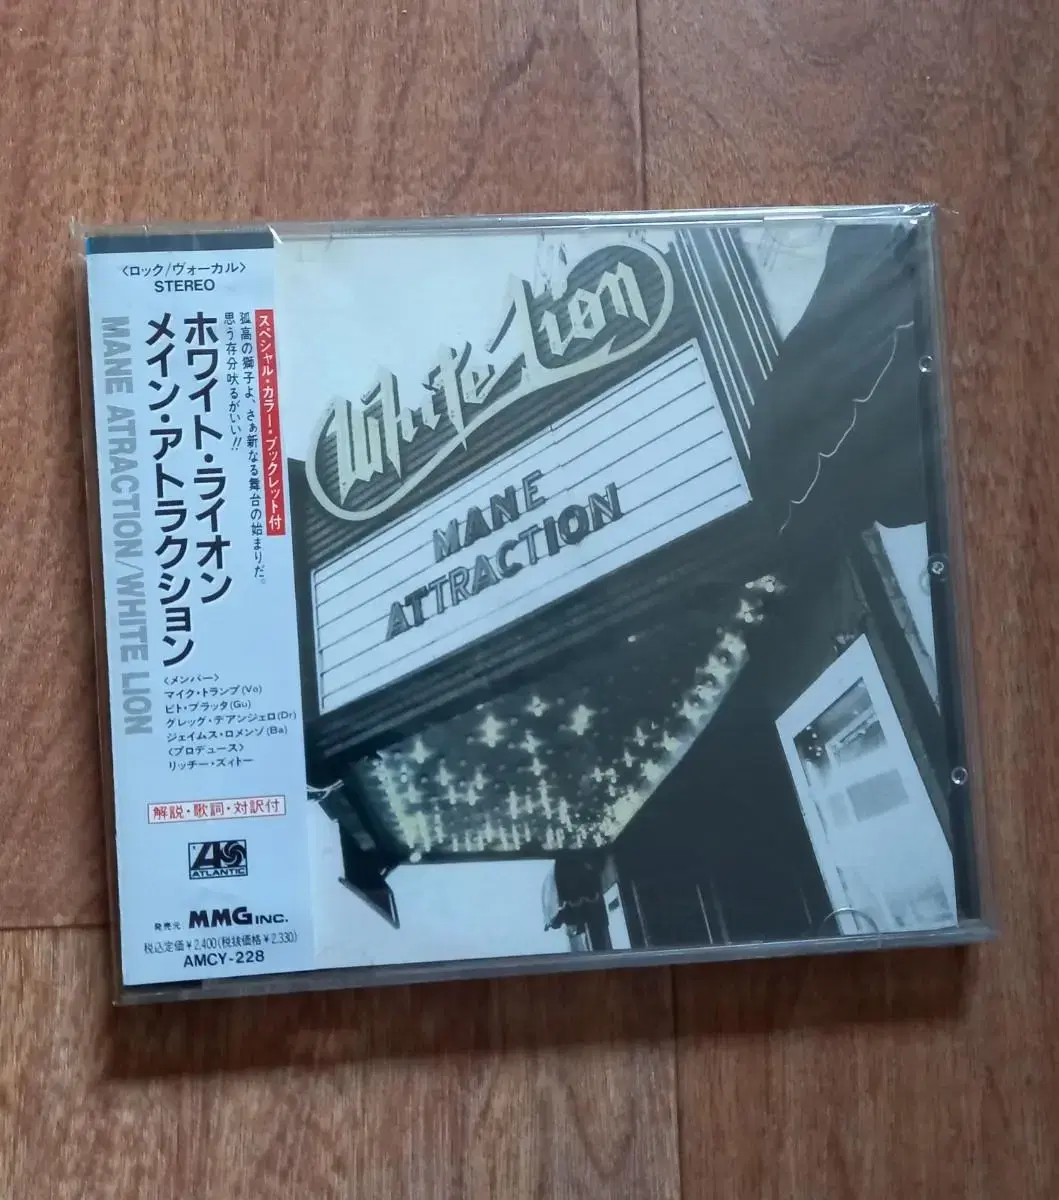 〈ロック/ヴォーカル〉
STEREO
スペシャル・カラー・ブックレット付
孤高の獅子よ、さぁ新なる舞台の始まりだ。
思う存分吠るがいい!!
ホワイト・ライオン
メイン・アトラクション
MANE ATRACTION/WHITE LION
〈メンバー〉
マイク・トランプ(Vo)
ビト・ブラッタ(Gu)
グレッグ・デアンジェロ(Dr)
ジェイムス・ロメンゾ(Ba)
〈プロデュース〉
リッチー・ズィトー
解説・歌詞・対訳付
ATLANTIC
発売元 MMG INC.
税込定価¥2,400(税抜価格¥2,330)
AMCY-228
White Lion
MANE
ATTRACTION